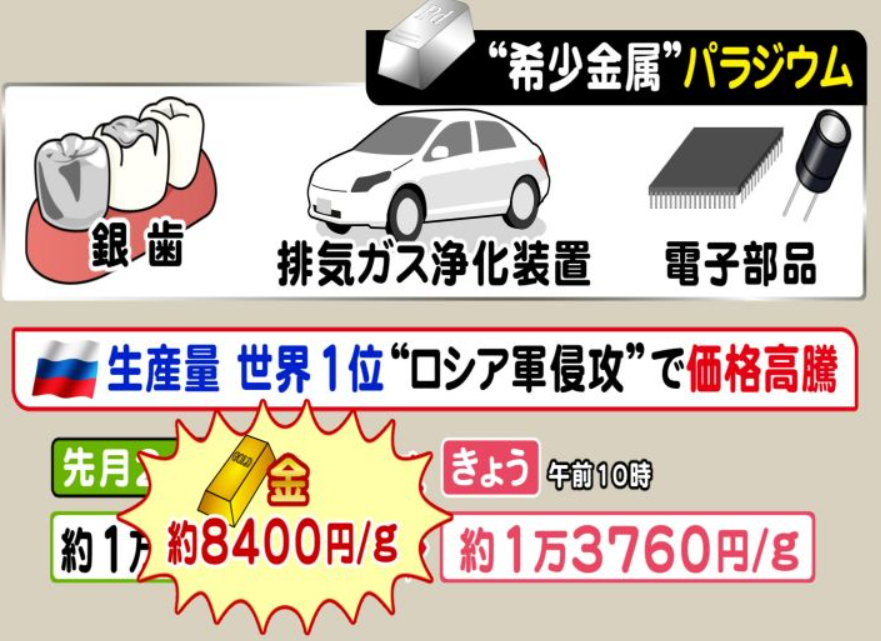 Pd
“希少金属”パラジウム
銀歯
排気ガス浄化装置
電子部品
生産量 世界1位“ロシア軍侵攻”で価格高騰
先月2
約1万
GOLD
金
約8400円/g
きょう 午前10時
約1万3760円/g